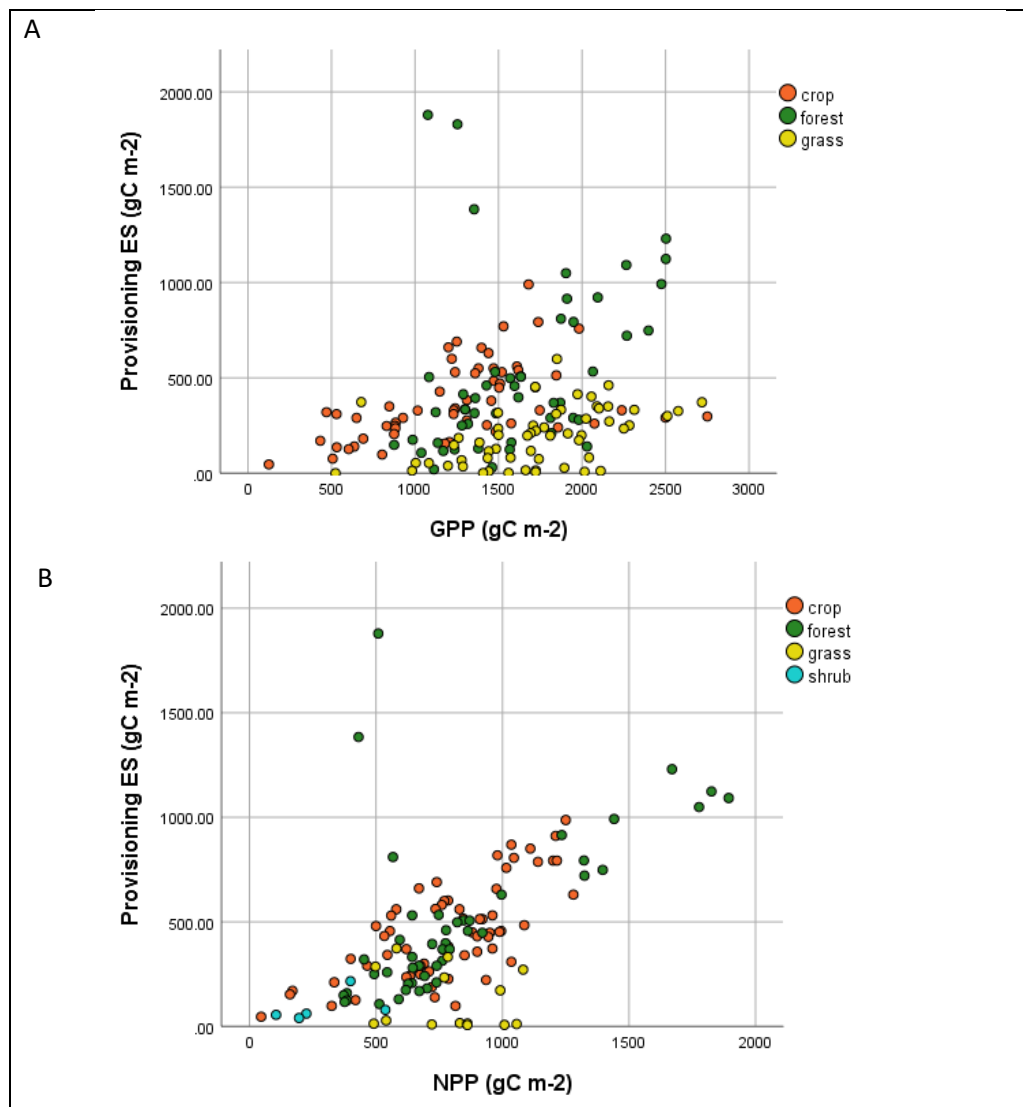 A
2000.00
1500.00
1000.00
500.00
.00
Provisioning ES (gC m-2)
0 500 1000 1500 2000 2500 3000
GPP (gC m-2)
crop
forest
grass
B
2000.00
1500.00
1000.00
500.00
.00
Provisioning ES (gC m-2)
0 500 1000 1500 2000
NPP (gC m-2)
crop
forest
grass
shrub